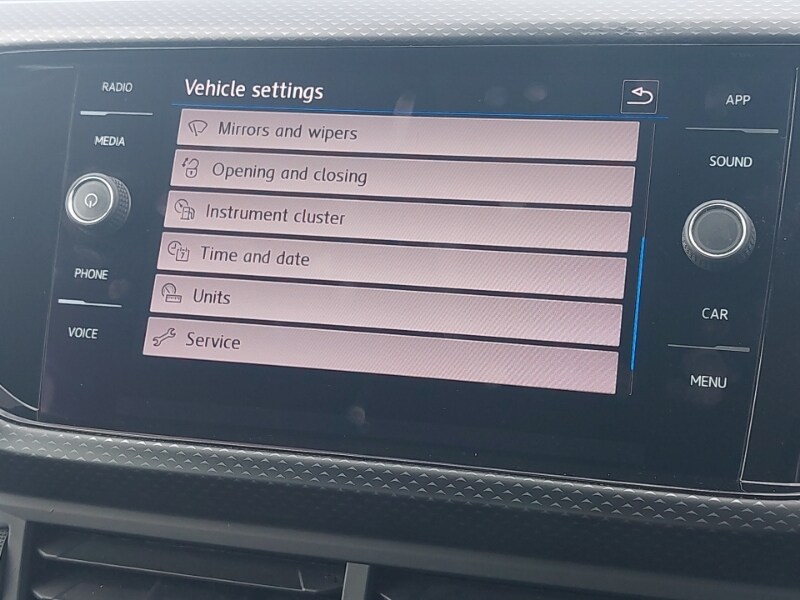 RADIO
MEDIA
PHONE
VOICE
Vehicle settings
Mirrors and wipers
Opening and closing
Instrument cluster
Time and date
Units
Service
APP
SOUND
CAR
MENU